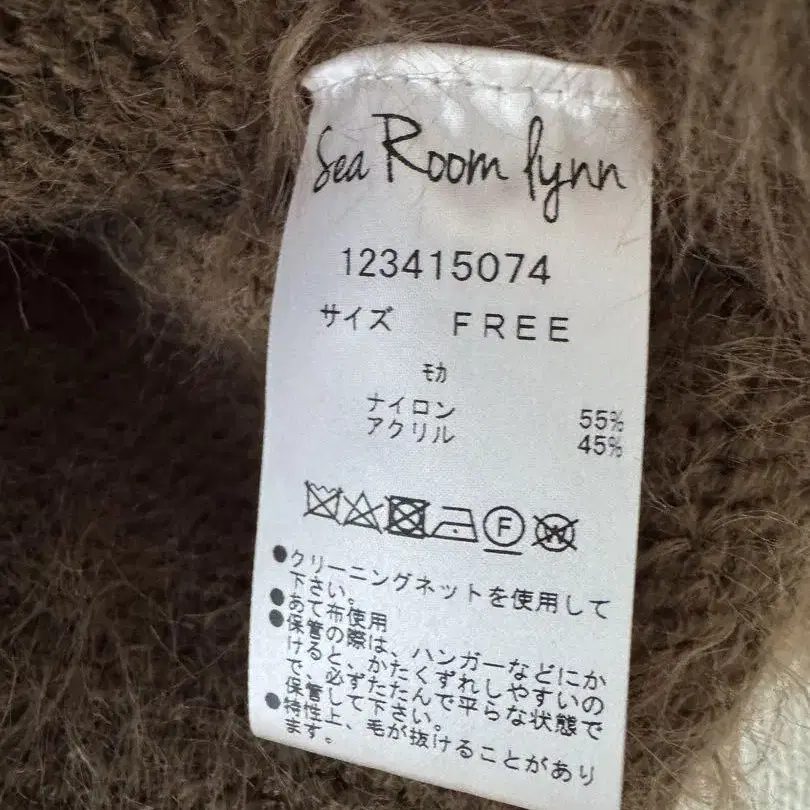 Sea Room lynn
123415074
サイズ FREE
モカ
ナイロン 55%
アクリル 45%
F W
●クリーニングネットを使用して
下さい。
●あて布使用
●保管の際は、ハンガーなどにか
けると、かたくずれしやすいの
で、必ずたたんで平らな状態で
保管して下さい。
●特性上、毛が抜けることがあり
ます。